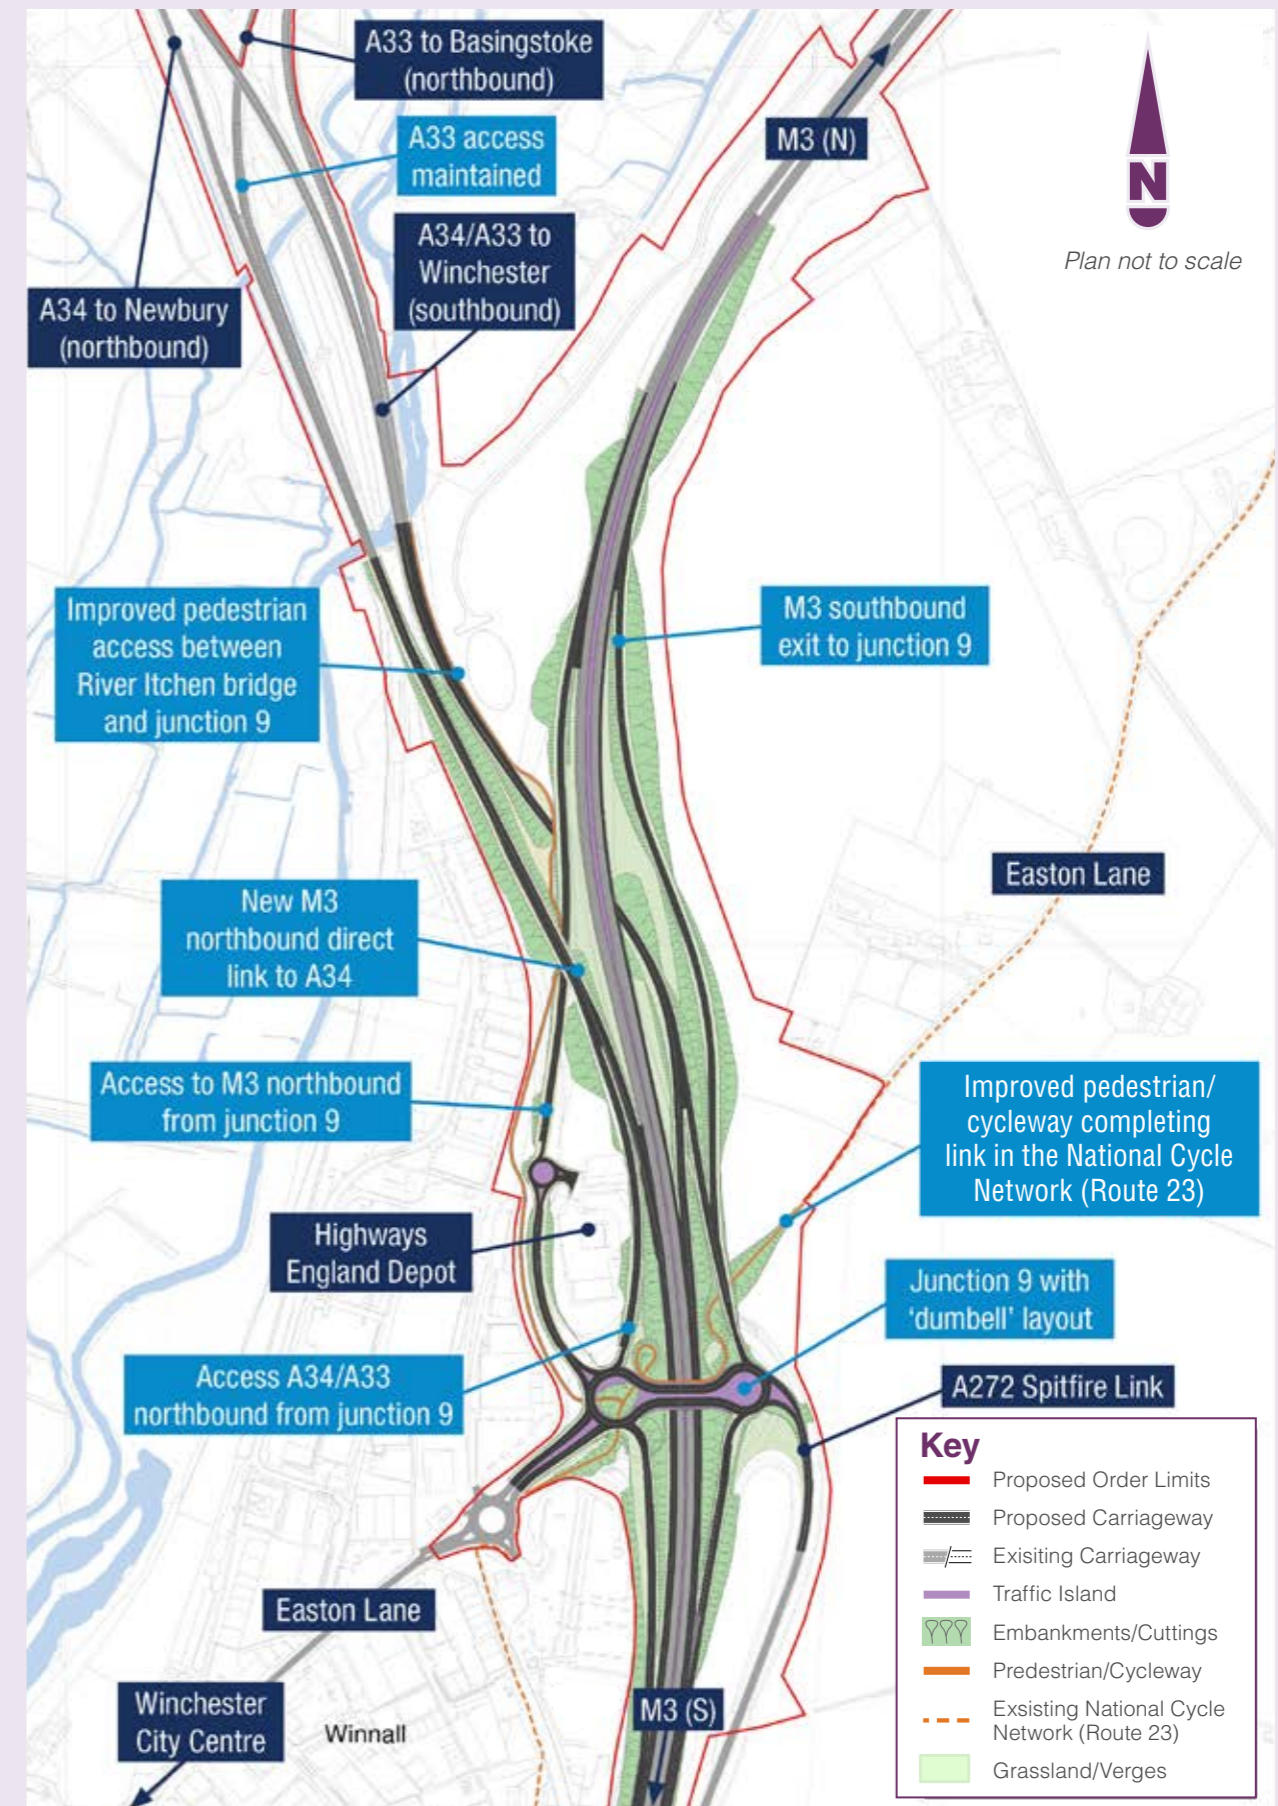 A33 to Basingstoke
(northbound)
A33 access
maintained
M3 (N)
N
Plan not to scale
A34/A33 to
Winchester
(southbound)
A34 to Newbury
(northbound)
Improved pedestrian
access between
River Itchen bridge
and junction 9
M3 southbound
exit to junction 9
Easton Lane
New M3
northbound direct
link to A34
Access to M3 northbound
from junction 9
Improved pedestrian/
cycleway completing
link in the National Cycle
Network (Route 23)
Highways
England Depot
Junction 9 with
‘dumbell’ layout
Access A34/A33
northbound from junction 9
A272 Spitfire Link
Easton Lane
Winchester
City Centre
Winnall
M3 (S)
Key
Proposed Order Limits
Proposed Carriageway
Exisiting Carriageway
Traffic Island
Embankments/Cuttings
Predestrian/Cycleway
Exsisting National Cycle
Network (Route 23)
Grassland/Verges